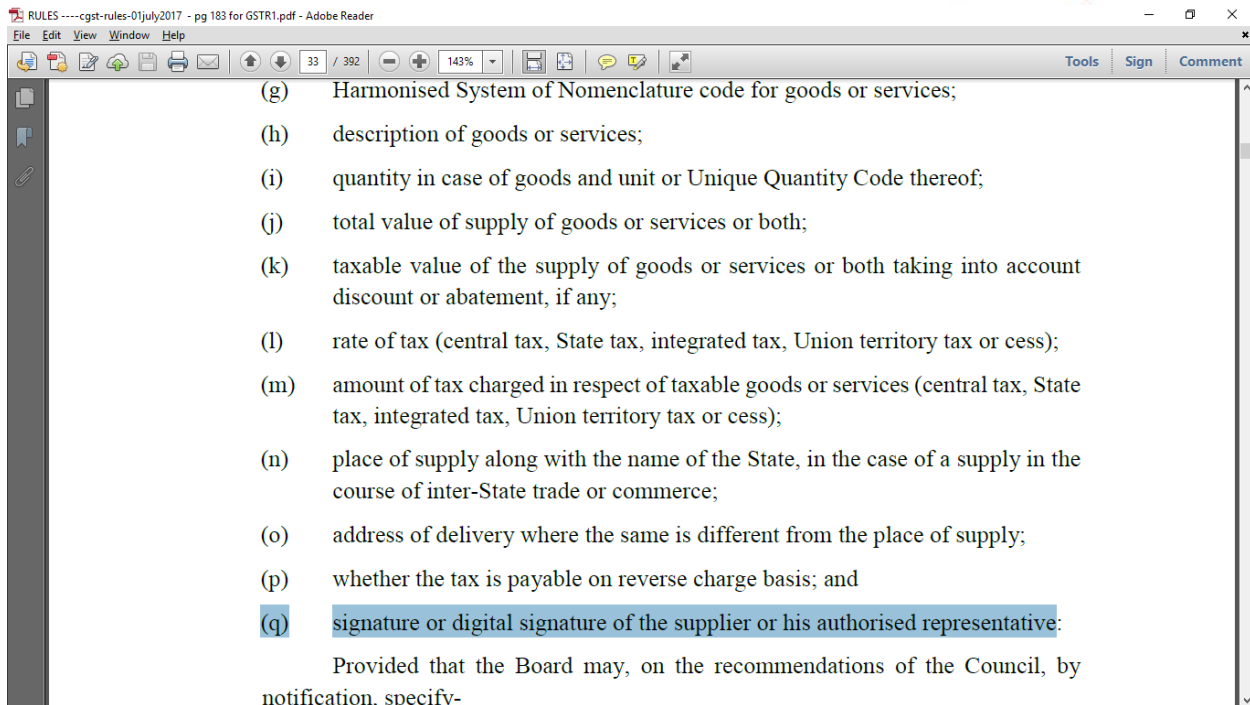 RULES ----cgst-rules-01july2017 - pg 183 for GSTR1.pdf - Adobe Reader
File Edit View Window Help
33 / 392 143% Tools Sign Comment
(g) Harmonised System of Nomenclature code for goods or services;
(h) description of goods or services;
(i) quantity in case of goods and unit or Unique Quantity Code thereof;
(j) total value of supply of goods or services or both;
(k) taxable value of the supply of goods or services or both taking into account
discount or abatement, if any;
(l) rate of tax (central tax, State tax, integrated tax, Union territory tax or cess);
(m) amount of tax charged in respect of taxable goods or services (central tax, State
tax, integrated tax, Union territory tax or cess);
(n) place of supply along with the name of the State, in the case of a supply in the
course of inter-State trade or commerce;
(o) address of delivery where the same is different from the place of supply;
(p) whether the tax is payable on reverse charge basis; and
(q) signature or digital signature of the supplier or his authorised representative:
Provided that the Board may, on the recommendations of the Council, by
notification, specify-